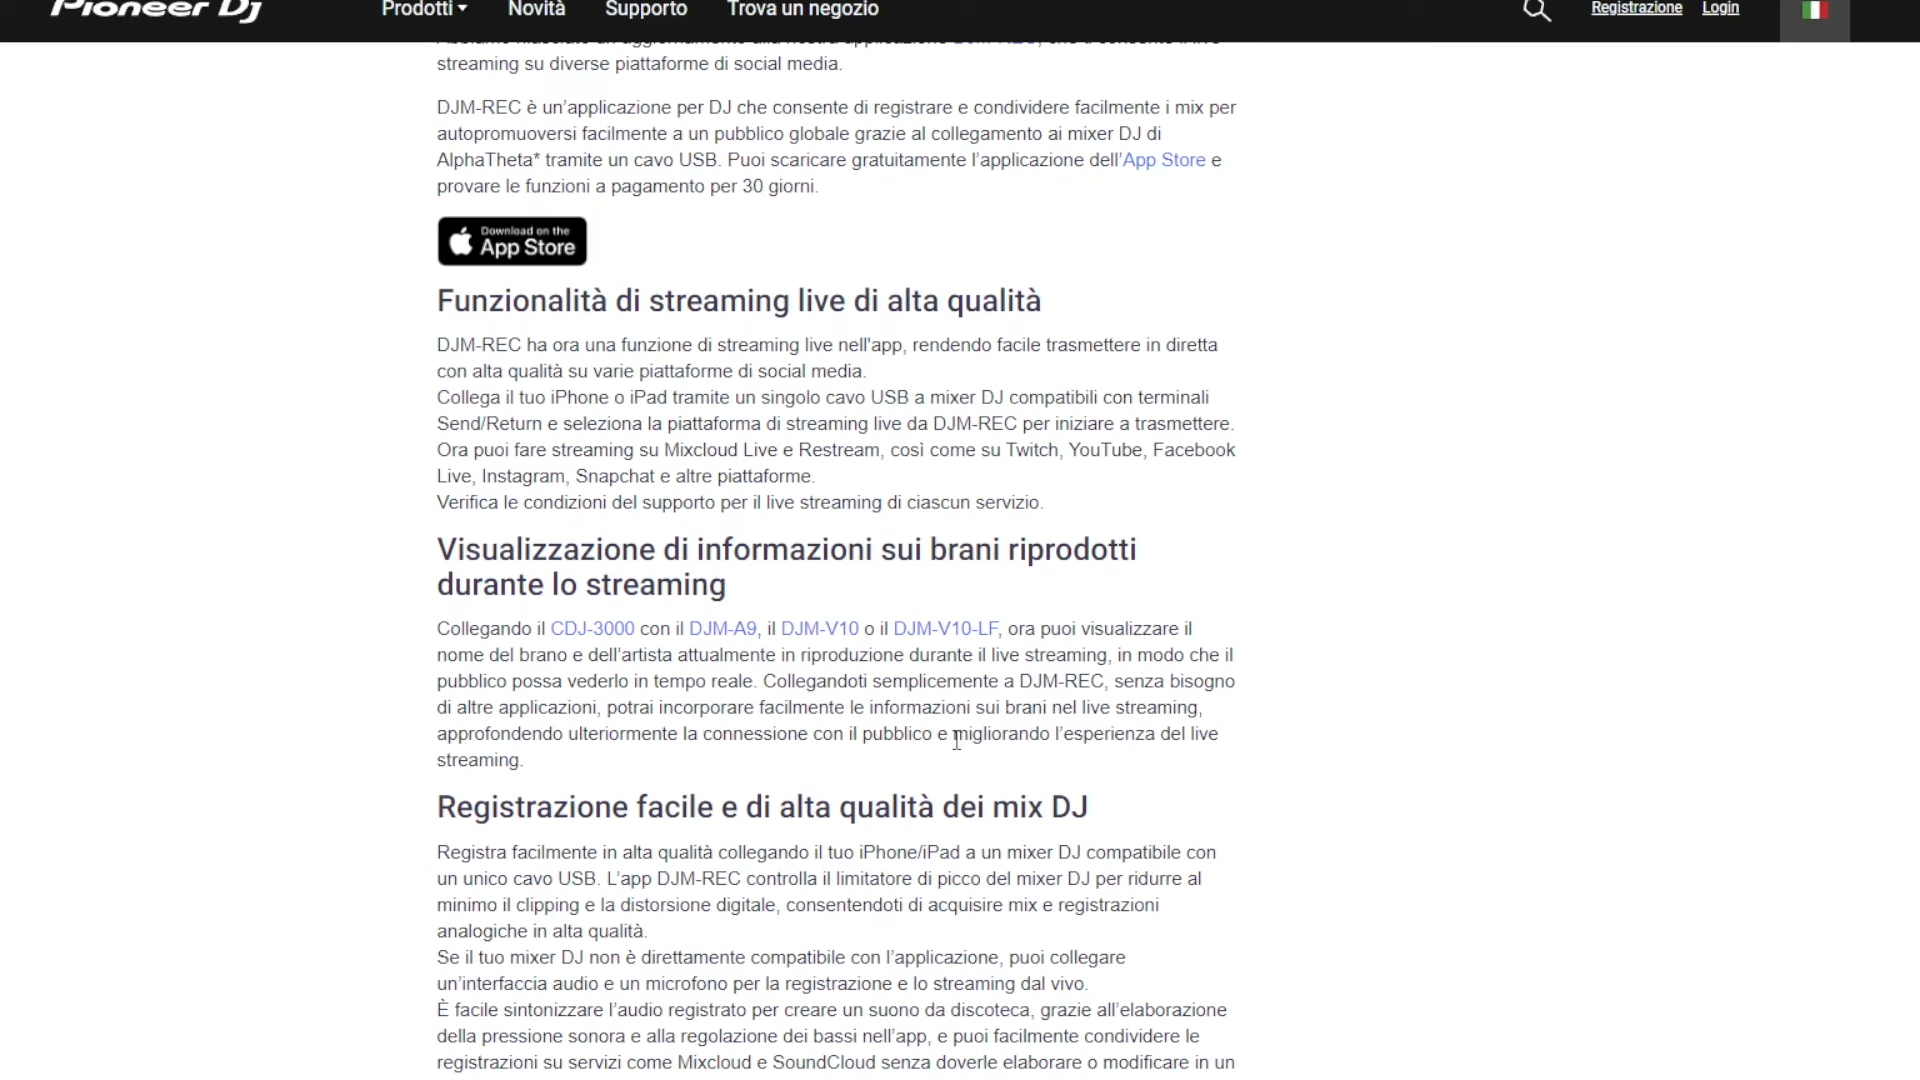 Pioneer Dj
Prodotti
Novità
Supporto
Trova un negozio
Registrazione
Login
streaming su diverse piattaforme di social media.
DJM-REC è un’applicazione per DJ che consente di registrare e condividere facilmente i mix per
autopromuoversi facilmente a un pubblico globale grazie al collegamento ai mixer DJ di
AlphaTheta* tramite un cavo USB. Puoi scaricare gratuitamente l’applicazione dell’App Store e
provare le funzioni a pagamento per 30 giorni.
Download on the
App Store
Funzionalità di streaming live di alta qualità
DJM-REC ha ora una funzione di streaming live nell'app, rendendo facile trasmettere in diretta
con alta qualità su varie piattaforme di social media.
Collega il tuo iPhone o iPad tramite un singolo cavo USB a mixer DJ compatibili con terminali
Send/Return e seleziona la piattaforma di streaming live da DJM-REC per iniziare a trasmettere.
Ora puoi fare streaming su Mixcloud Live e Restream, così come su Twitch, YouTube, Facebook
Live, Instagram, Snapchat e altre piattaforme.
Verifica le condizioni del supporto per il live streaming di ciascun servizio.
Visualizzazione di informazioni sui brani riprodotti
durante lo streaming
Collegando il CDJ-3000 con il DJM-A9, il DJM-V10 o il DJM-V10-LF, ora puoi visualizzare il
nome del brano e dell’artista attualmente in riproduzione durante il live streaming, in modo che il
pubblico possa vederlo in tempo reale. Collegandoti semplicemente a DJM-REC, senza bisogno
di altre applicazioni, potrai incorporare facilmente le informazioni sui brani nel live streaming,
approfondendo ulteriormente la connessione con il pubblico e migliorando l’esperienza del live
streaming.
Registrazione facile e di alta qualità dei mix DJ
Registra facilmente in alta qualità collegando il tuo iPhone/iPad a un mixer DJ compatibile con
un unico cavo USB. L’app DJM-REC controlla il limitatore di picco del mixer DJ per ridurre al
minimo il clipping e la distorsione digitale, consentendoti di acquisire mix e registrazioni
analogiche in alta qualità.
Se il tuo mixer DJ non è direttamente compatibile con l’applicazione, puoi collegare
un’interfaccia audio e un microfono per la registrazione e lo streaming dal vivo.
È facile sintonizzare l’audio registrato per creare un suono da discoteca, grazie all’elaborazione
della pressione sonora e alla regolazione dei bassi nell’app, e puoi facilmente condividere le
registrazioni su servizi come Mixcloud e SoundCloud senza doverle elaborare o modificare in un